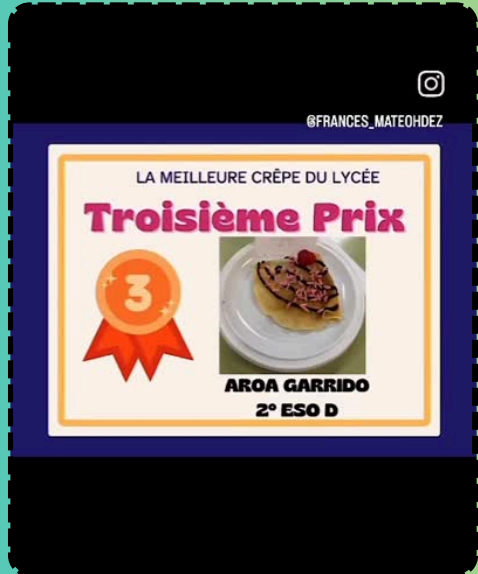 @FRANCES_MATEOHDEZ
LA MEILLEURE CRÊPE DU LYCÉE
Troisième Prix
3
AROA GARRIDO
2º ESO D